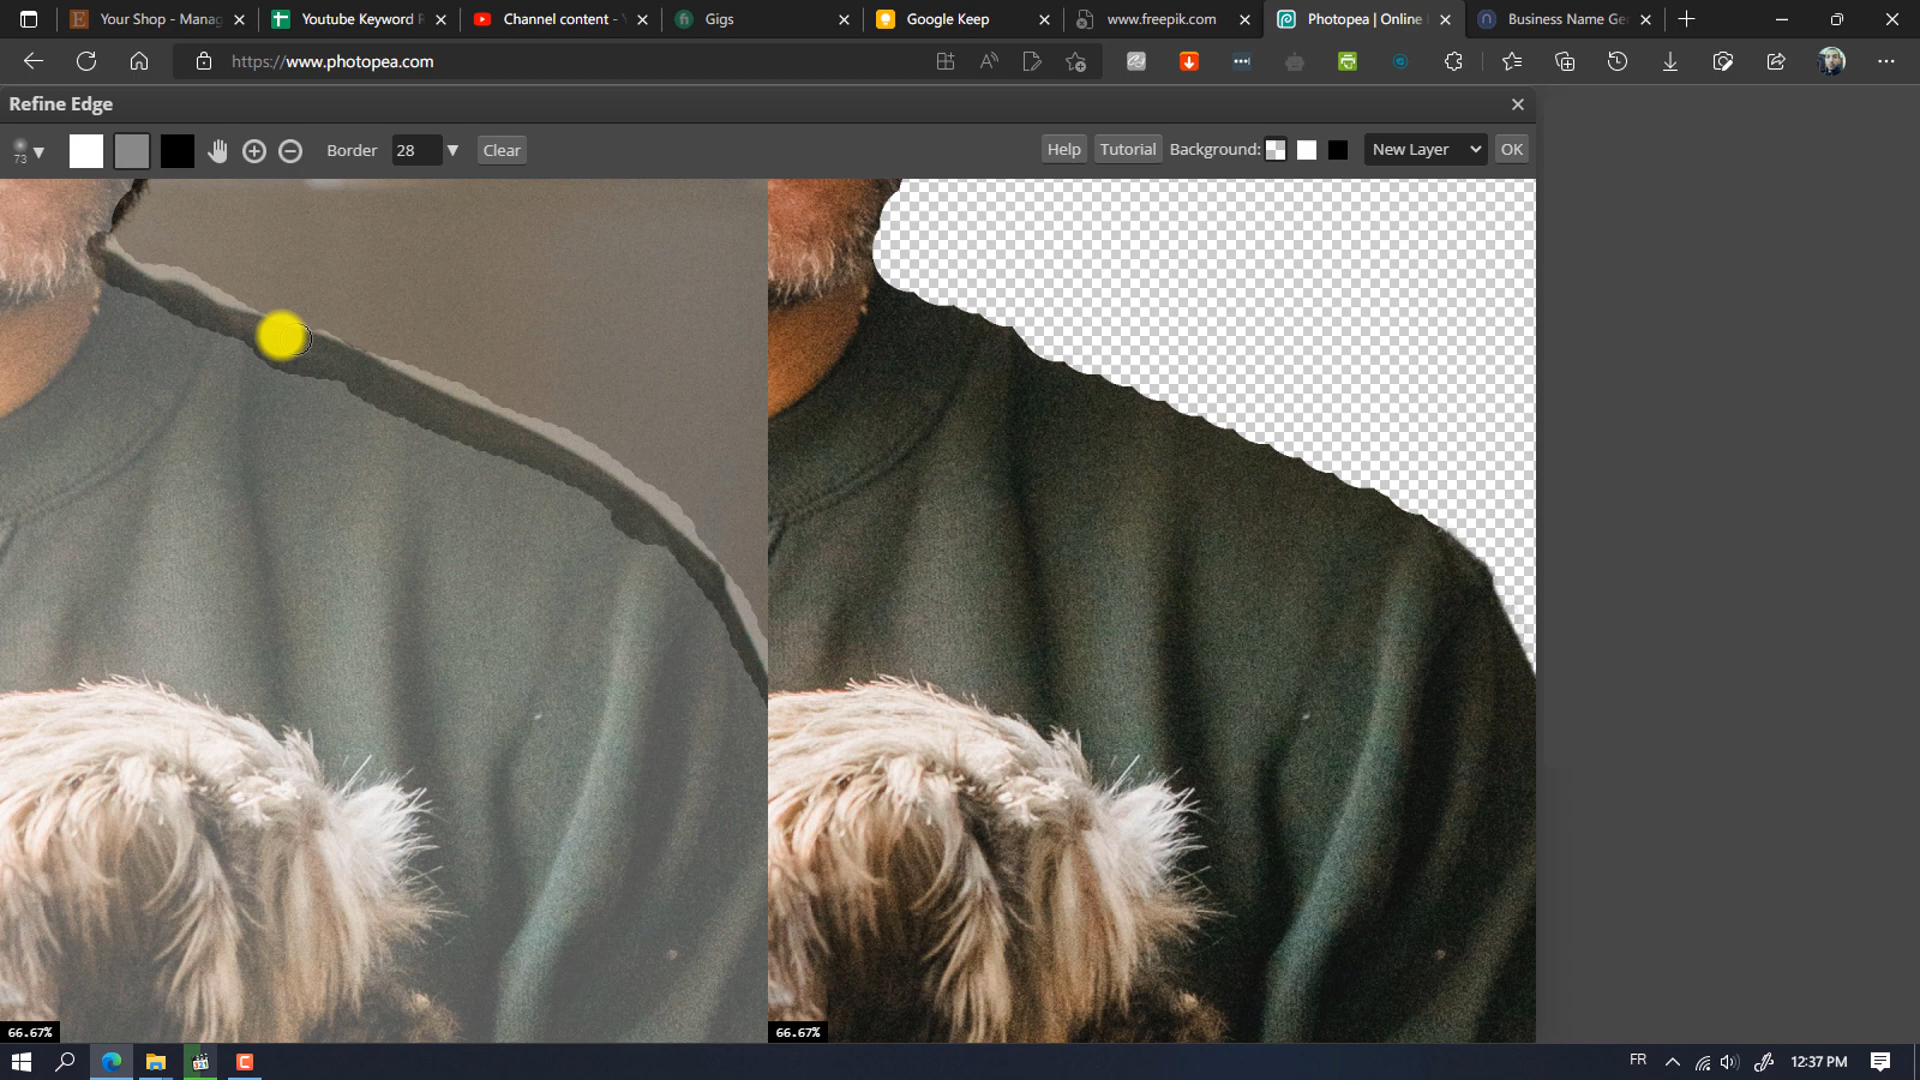 Your Shop - Manag
Youtube Keyword R
Channel content - Y
Gigs
Google Keep
www.freepik.com
Photopea | Online
Business Name Ge
https://www.photopea.com
Refine Edge
73
Border
28
Clear
Help
Tutorial
Background:
New Layer
OK
66.67%
66.67%
FR
12:37 PM